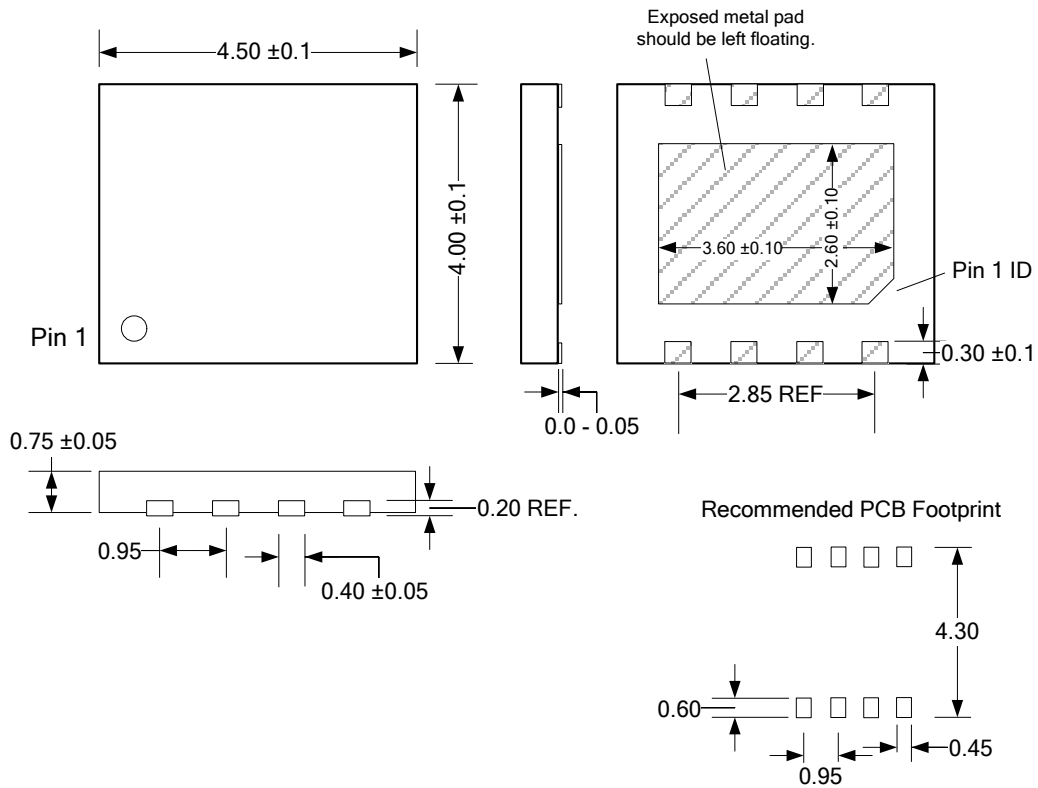 Exposed metal pad
should be left floating.
4.50 ±0.1
4.00 ±0.1
3.60 ±0.10
2.60 ±0.10
Pin 1 ID
Pin 1
0.30 ±0.1
2.85 REF
0.0 - 0.05
0.75 ±0.05
0.20 REF.
0.95
0.40 ±0.05
Recommended PCB Footprint
4.30
0.60
0.45
0.95